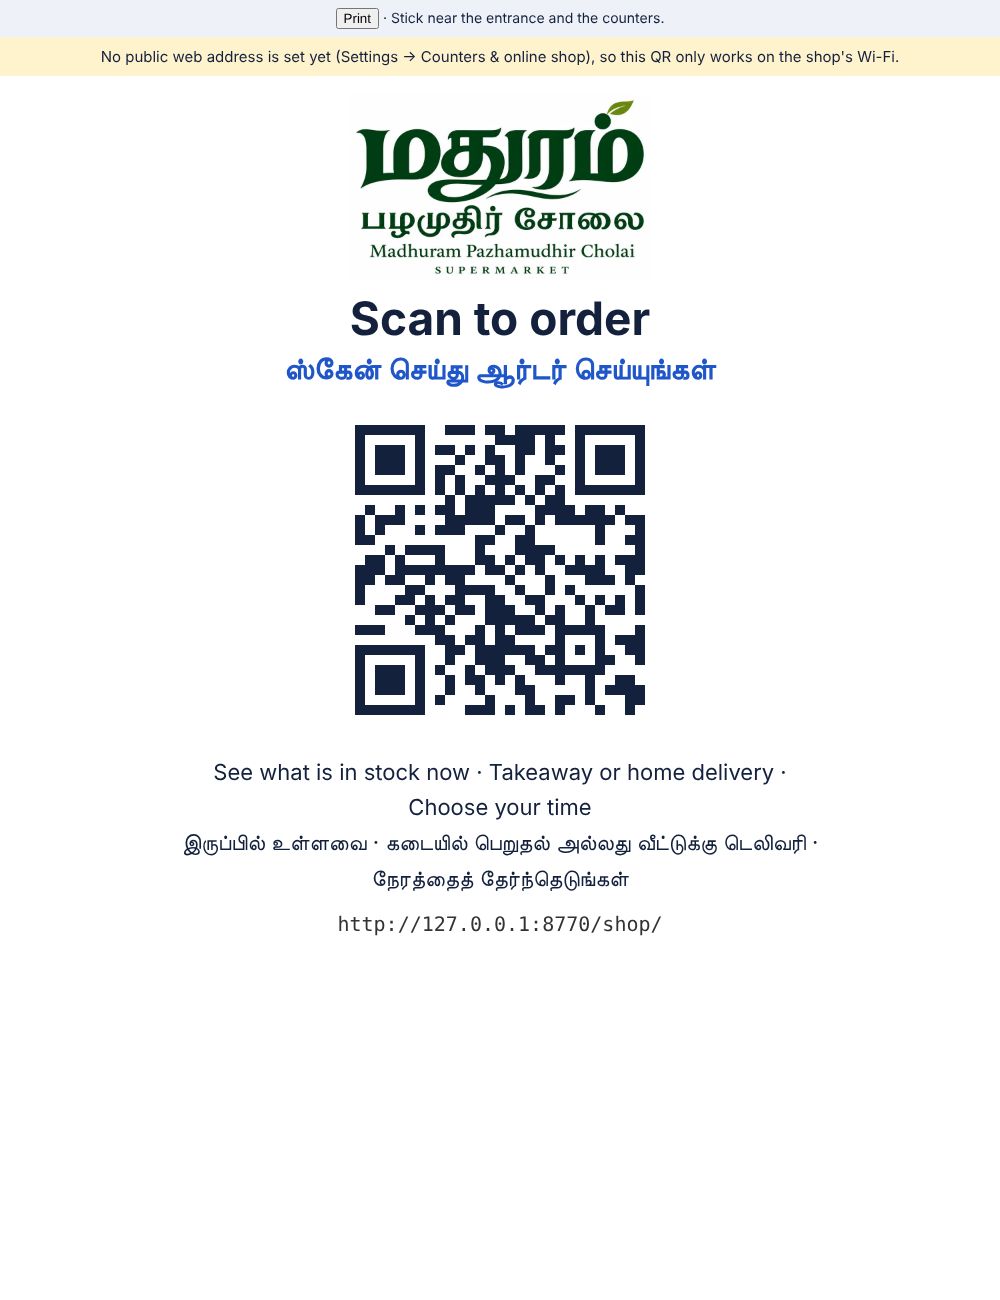 Print · Stick near the entrance and the counters.
No public web address is set yet (Settings → Counters & online shop), so this QR only works on the shop's Wi-Fi.
மதுரம்
பழமுதிர் சோலை
Madhuram Pazhamudhir Cholai
SUPERMARKET
Scan to order
ஸ்கேன் செய்து ஆர்டர் செய்யுங்கள்
See what is in stock now · Takeaway or home delivery ·
Choose your time
இருப்பில் உள்ளவை · கடையில் பெறுதல் அல்லது வீட்டுக்கு டெலிவரி ·
நேரத்தைத் தேர்ந்தெடுங்கள்
http://127.0.0.1:8770/shop/